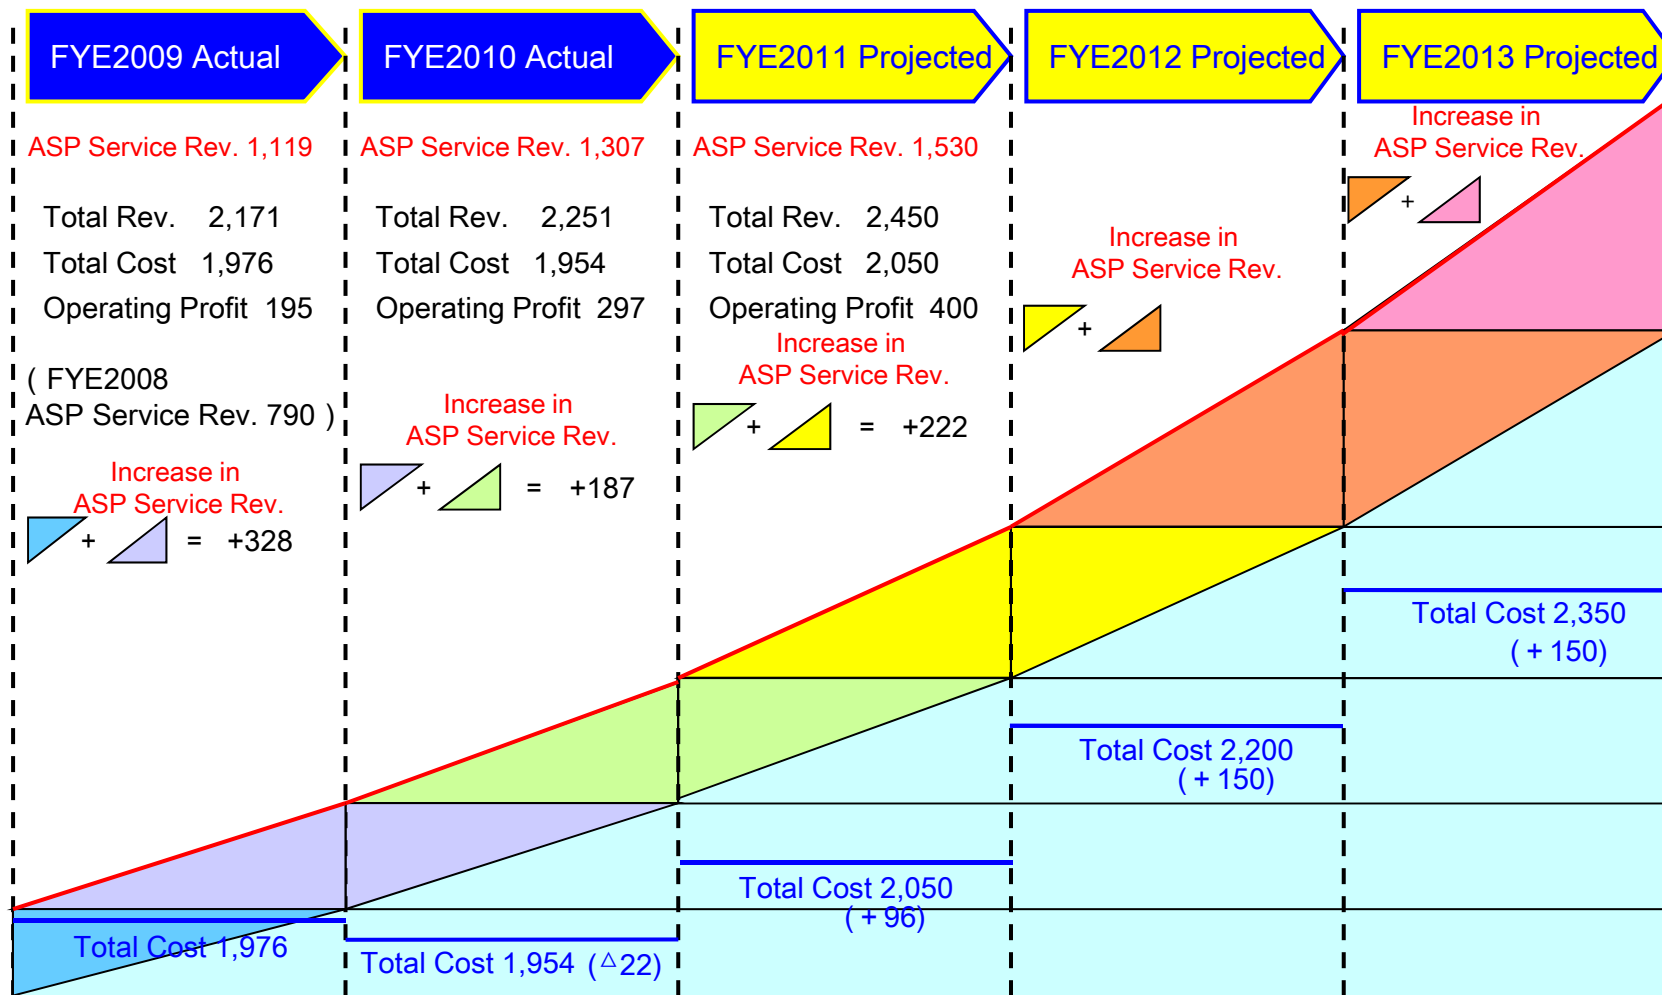 FYE2009 Actual
FYE2010 Actual
FYE2011 Projected
FYE2012 Projected
FYE2013 Projected
ASP Service Rev. 1,119
Total Rev. 2,171
Total Cost 1,976
Operating Profit 195
( FYE2008
ASP Service Rev. 790 )
Increase in
ASP Service Rev.
+ = +328
Total Cost 1,976
ASP Service Rev. 1,307
Total Rev. 2,251
Total Cost 1,954
Operating Profit 297
Increase in
ASP Service Rev.
+ = +187
Total Cost 1,954 (△22)
ASP Service Rev. 1,530
Total Rev. 2,450
Total Cost 2,050
Operating Profit 400
Increase in
ASP Service Rev.
+ = +222
Total Cost 2,050
(+96)
Increase in
ASP Service Rev.
+
Total Cost 2,200
(+150)
Increase in
ASP Service Rev.
+
Total Cost 2,350
(+150)